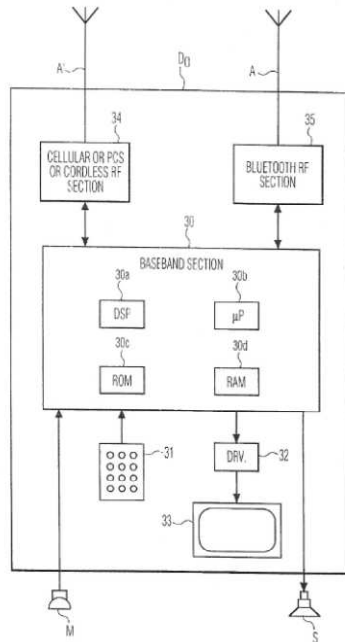 A'
A
D₀
34
35
CELLULAR OR PCS
OR CORDLESS RF
SECTION
BLUETOOTH RF
SECTION
30
BASEBAND SECTION
30a
30b
DSP
µP
30c
30d
ROM
RAM
31
DRV.
32
33
M
S